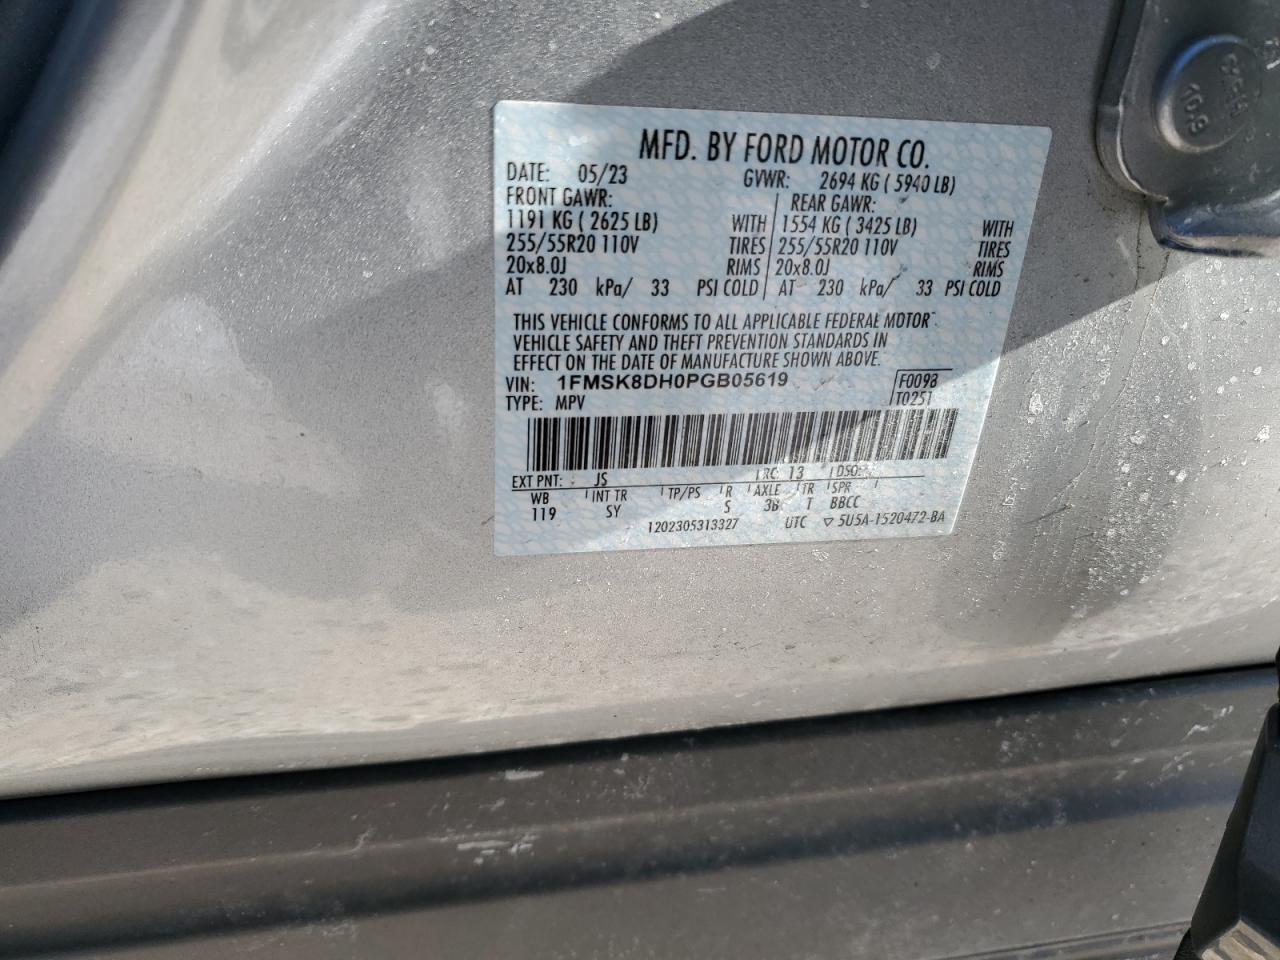 MFD. BY FORD MOTOR CO.
DATE: 05/23 GVWR: 2694 KG ( 5940 LB)
FRONT GAWR: REAR GAWR:
1191 KG ( 2625 LB) WITH 1554 KG ( 3425 LB) WITH
255/55R20 110V TIRES 255/55R20 110V TIRES
20x8.0J RIMS 20x8.0J RIMS
AT 230 kPa/ 33 PSI COLD AT 230 kPa/ 33 PSI COLD
THIS VEHICLE CONFORMS TO ALL APPLICABLE FEDERAL MOTOR
VEHICLE SAFETY AND THEFT PREVENTION STANDARDS IN
EFFECT ON THE DATE OF MANUFACTURE SHOWN ABOVE.
VIN: 1FMSK8DH0PGB05619 F0098
TYPE: MPV T0251
EXT PNT: JS RC: 13 DSO:
WB INT TR TP/PS R AXLE TR SPR
119 SY S 3B T BBCC
1202305313327 UTC ▽ 5U5A-1520472-BA
10.9